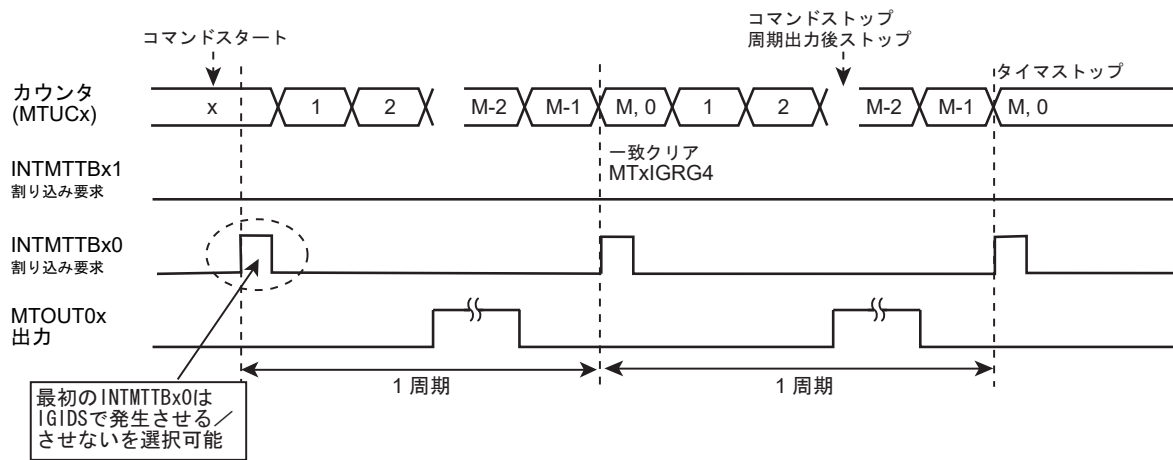 コマンドスタート
コマンドストップ
周期出力後ストップ
タイマストップ
カウンタ
(MTUCx)
x 1 2 M-2 M-1 M, 0 1 2 M-2 M-1 M, 0
一致クリア
MTxIGRG4
INTMTTBx1
割り込み要求
INTMTTBx0
割り込み要求
MTOUT0x
出力
1 周期 1 周期
最初のINTMTTBx0は
IGIDSで発生させる／
させないを選択可能